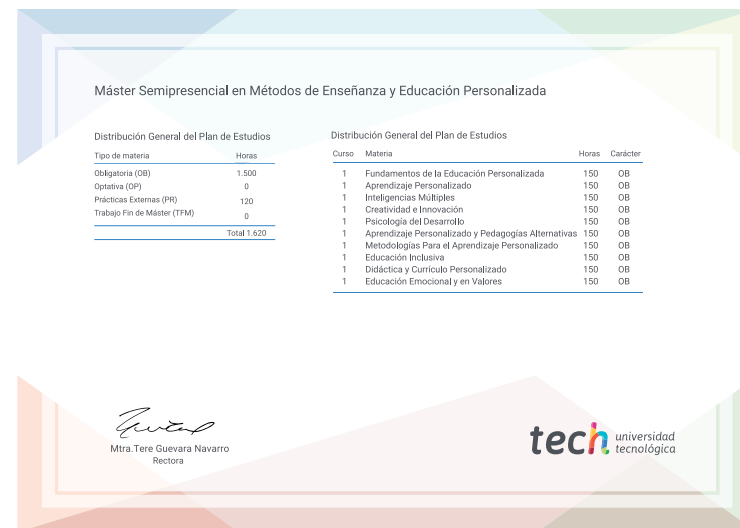 Máster Semipresencial en Métodos de Enseñanza y Educación Personalizada
Distribución General del Plan de Estudios
Tipo de materia Horas
Obligatoria (OB) 1.500
Optativa (OP) 0
Prácticas Externas (PR) 120
Trabajo Fin de Máster (TFM) 0
Total 1.620
Distribución General del Plan de Estudios
Curso Materia Horas Carácter
1 Fundamentos de la Educación Personalizada 150 OB
1 Aprendizaje Personalizado 150 OB
1 Inteligencias Múltiples 150 OB
1 Creatividad e Innovación 150 OB
1 Psicología del Desarrollo 150 OB
1 Aprendizaje Personalizado y Pedagogías Alternativas 150 OB
1 Metodologías Para el Aprendizaje Personalizado 150 OB
1 Educación Inclusiva 150 OB
1 Didáctica y Currículo Personalizado 150 OB
1 Educación Emocional y en Valores 150 OB
Mtra.Tere Guevara Navarro
Rectora
tech universidad
tecnológica